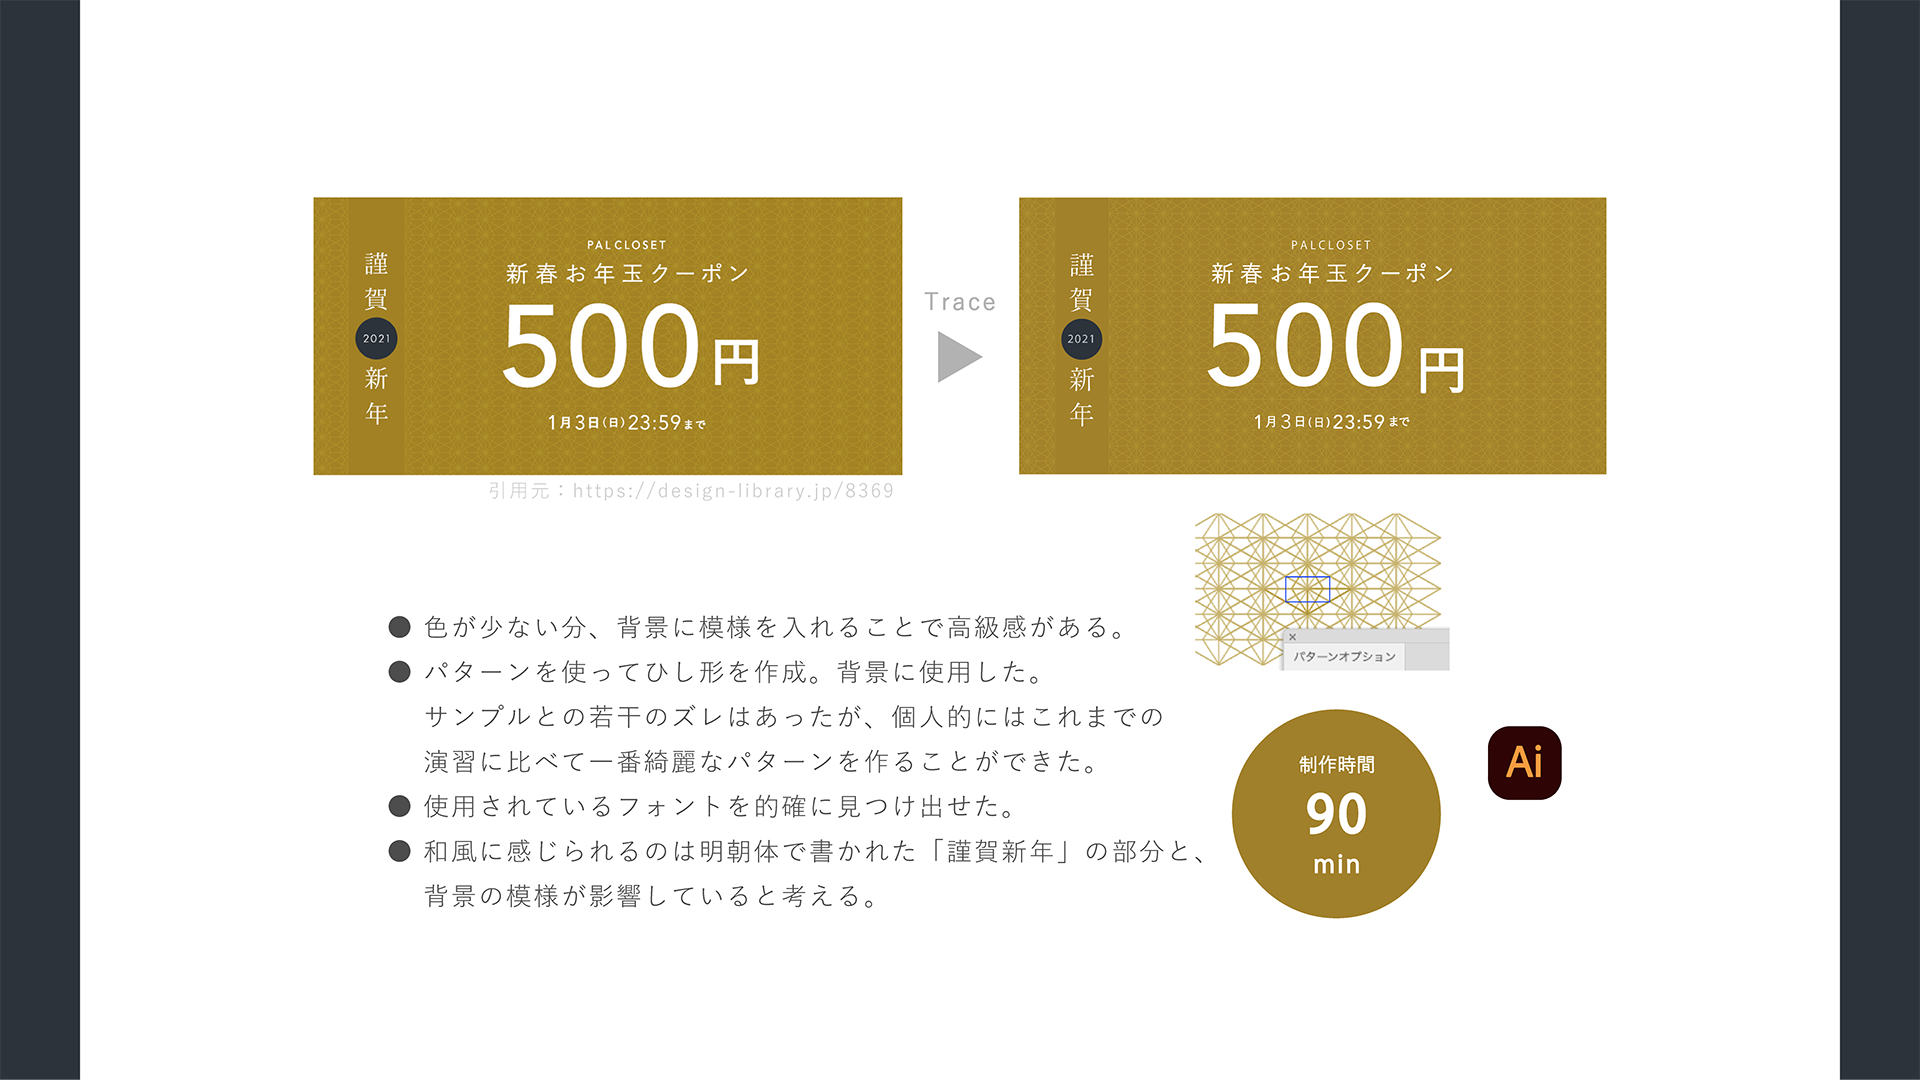 謹賀
2021
新年
PAL CLOSET
新春お年玉クーポン
500円
1月3日(日)23:59まで
引用元：https://design-library.jp/8369
Trace
謹賀
2021
新年
PALCLOSET
新春お年玉クーポン
500円
1月3日(日)23:59まで
× 
パターンオプション
● 色が少ない分、背景に模様を入れることで高級感がある。
● パターンを使ってひし形を作成。背景に使用した。
サンプルとの若干のズレはあったが、個人的にはこれまでの
演習に比べて一番綺麗なパターンを作ることができた。
● 使用されているフォントを的確に見つけ出せた。
● 和風に感じられるのは明朝体で書かれた「謹賀新年」の部分と、
背景の模様が影響していると考える。
制作時間
90
min
Ai